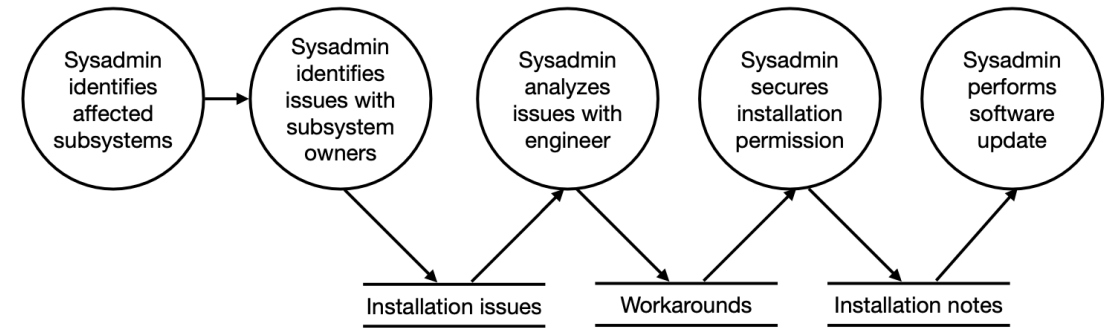 Sysadmin
identifies
affected
subsystems
Sysadmin
identifies
issues with
subsystem
owners
Sysadmin
analyzes
issues with
engineer
Sysadmin
secures
installation
permission
Sysadmin
performs
software
update
Installation issues
Workarounds
Installation notes